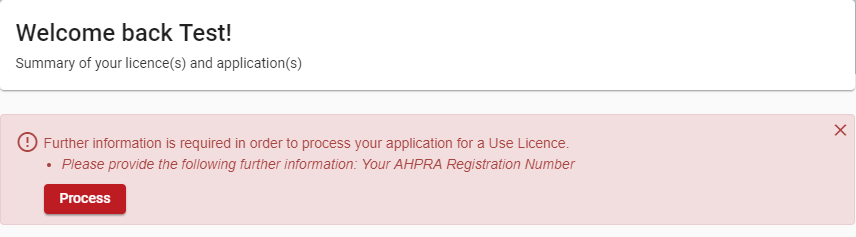 Welcome back Test!
Summary of your licence(s) and application(s)
Further information is required in order to process your application for a Use Licence.
• Please provide the following further information: Your AHPRA Registration Number
Process